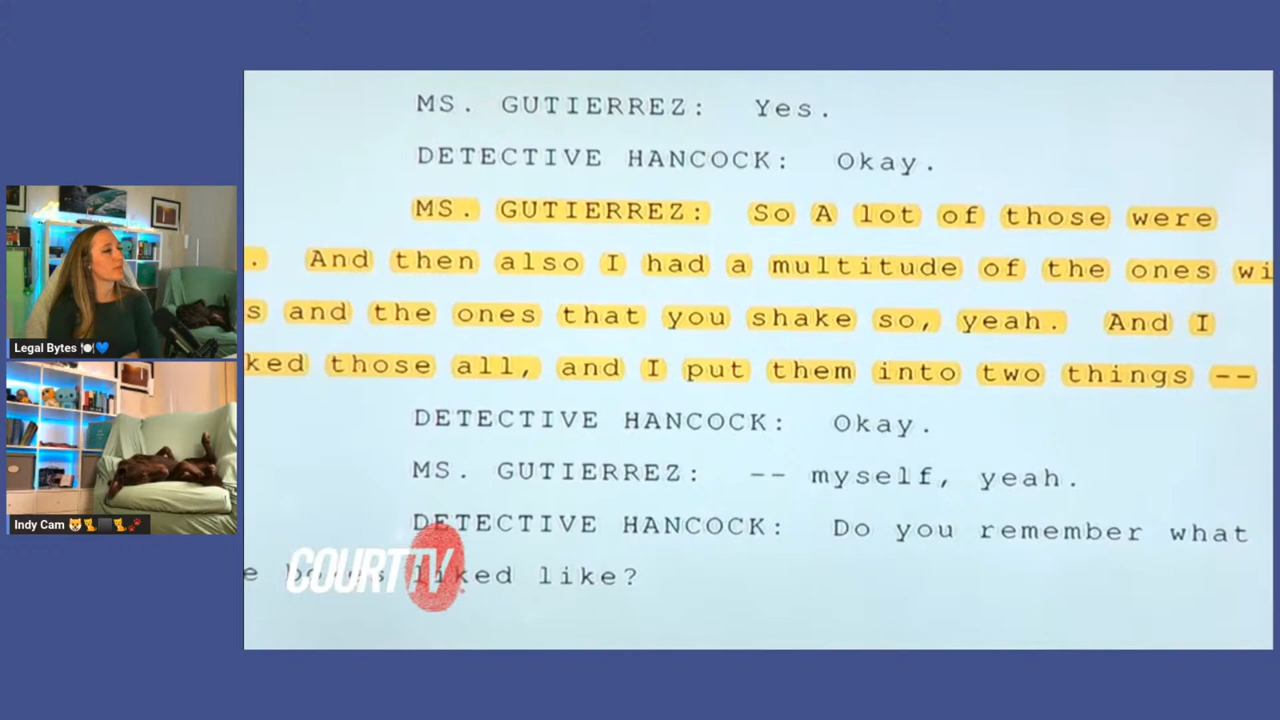 MS. GUTIERREZ: Yes.
DETECTIVE HANCOCK: Okay.
MS. GUTIERREZ: So A lot of those were
. And then also I had a multitude of the ones wi
s and the ones that you shake so, yeah. And I
ked those all, and I put them into two things --
DETECTIVE HANCOCK: Okay.
MS. GUTIERREZ: -- myself, yeah.
DETECTIVE HANCOCK: Do you remember what
e boxes liked like?
COURT TV
Legal Bytes 🍽️💙
Indy Cam 🐱🐈⬛🐈🐾